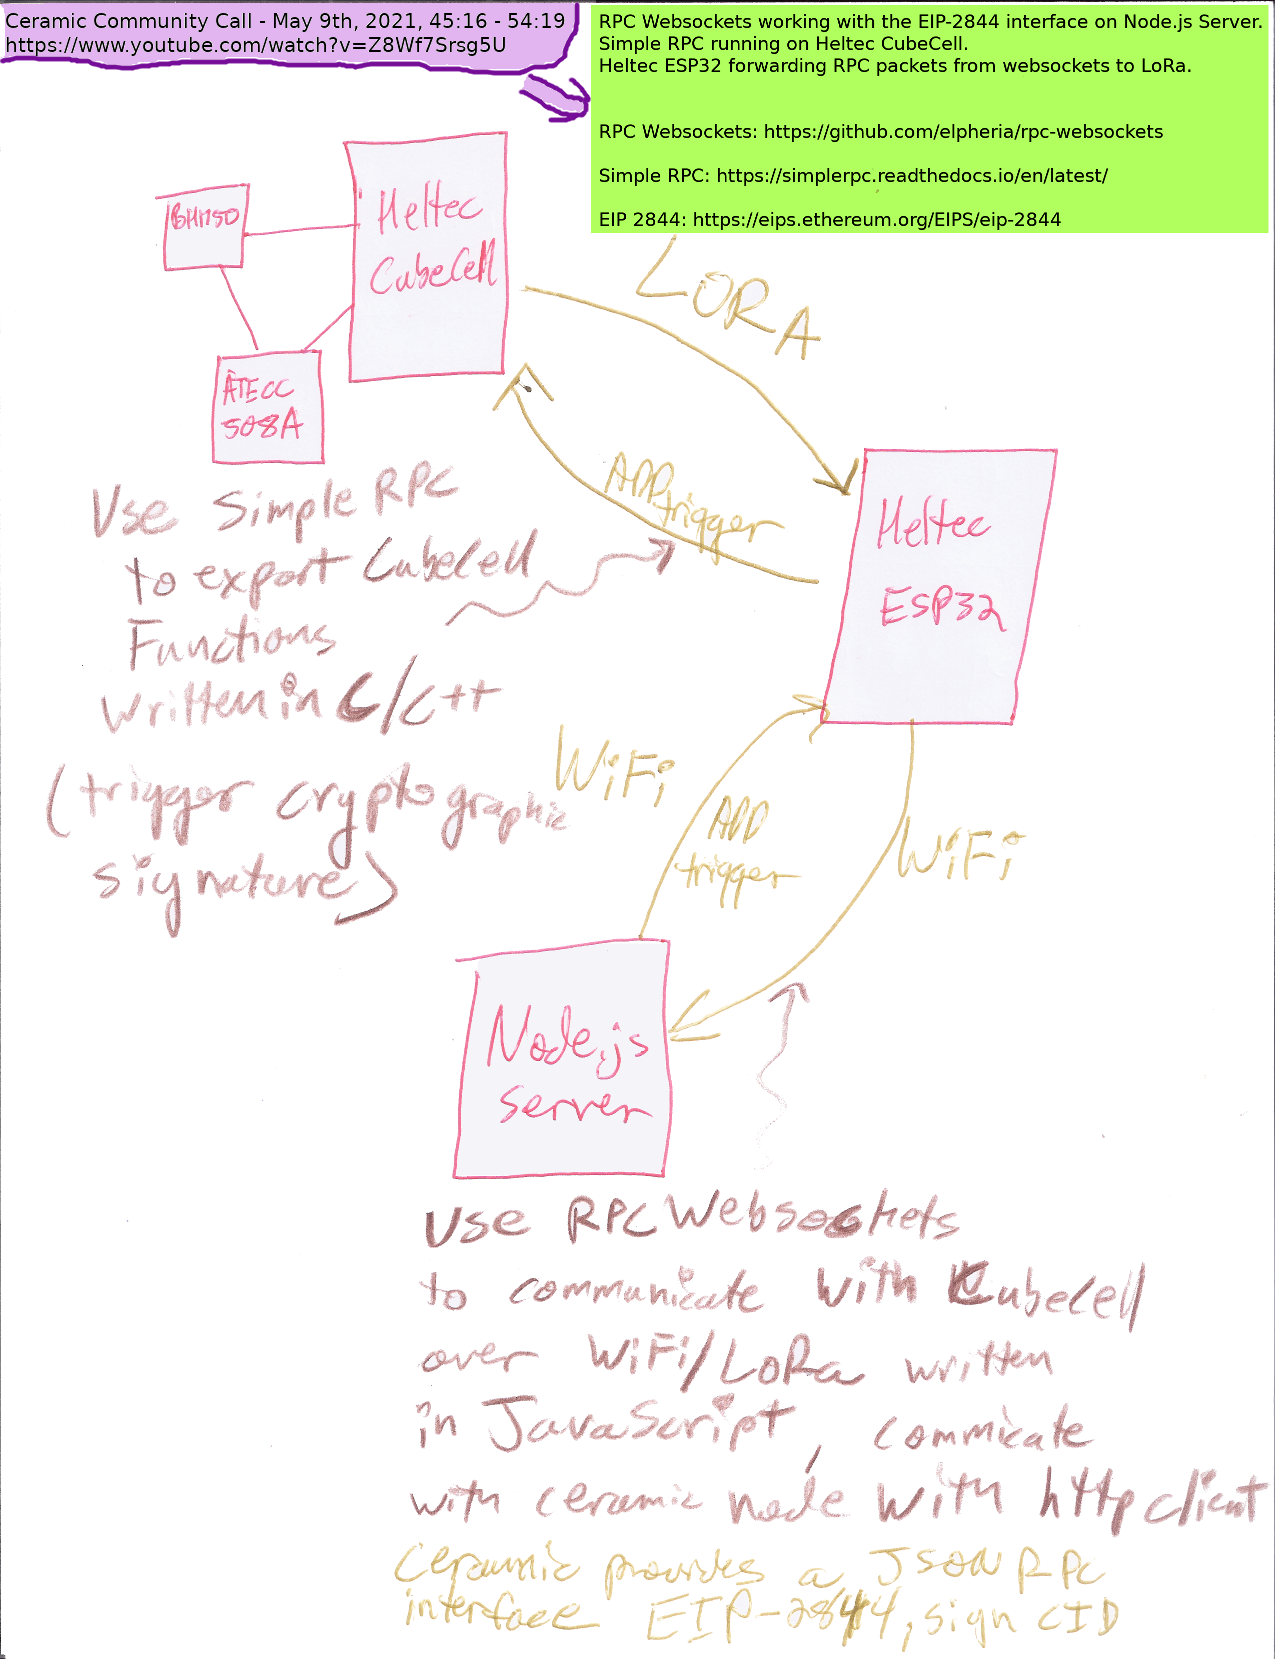 Ceramic Community Call - May 9th, 2021, 45:16 - 54:19
https://www.youtube.com/watch?v=Z8Wf7Srsg5U
RPC Websockets working with the EIP-2844 interface on Node.js Server.
Simple RPC running on Heltec CubeCell.
Heltec ESP32 forwarding RPC packets from websockets to LoRa.
RPC Websockets: https://github.com/elpheria/rpc-websockets
Simple RPC: https://simplerpc.readthedocs.io/en/latest/
EIP 2844: https://eips.ethereum.org/EIPS/eip-2844
BH1750
Heltec
CubeCell
ATECC
508A
LORA
ADD
trigger
Heltec
ESP32
Use Simple RPC
to export Cubecell
Functions
written in C/C++
(trigger cryptographic
signature)
WiFi
ADD
trigger
WiFi
Node.js
Server
Use RPC Websockets
to communicate with Cubecell
over WiFi/LoRa written
in JavaScript, commicate
with ceramic node with http client
Ceramic provides a JSON RPC
interface EIP-2844, sign CID